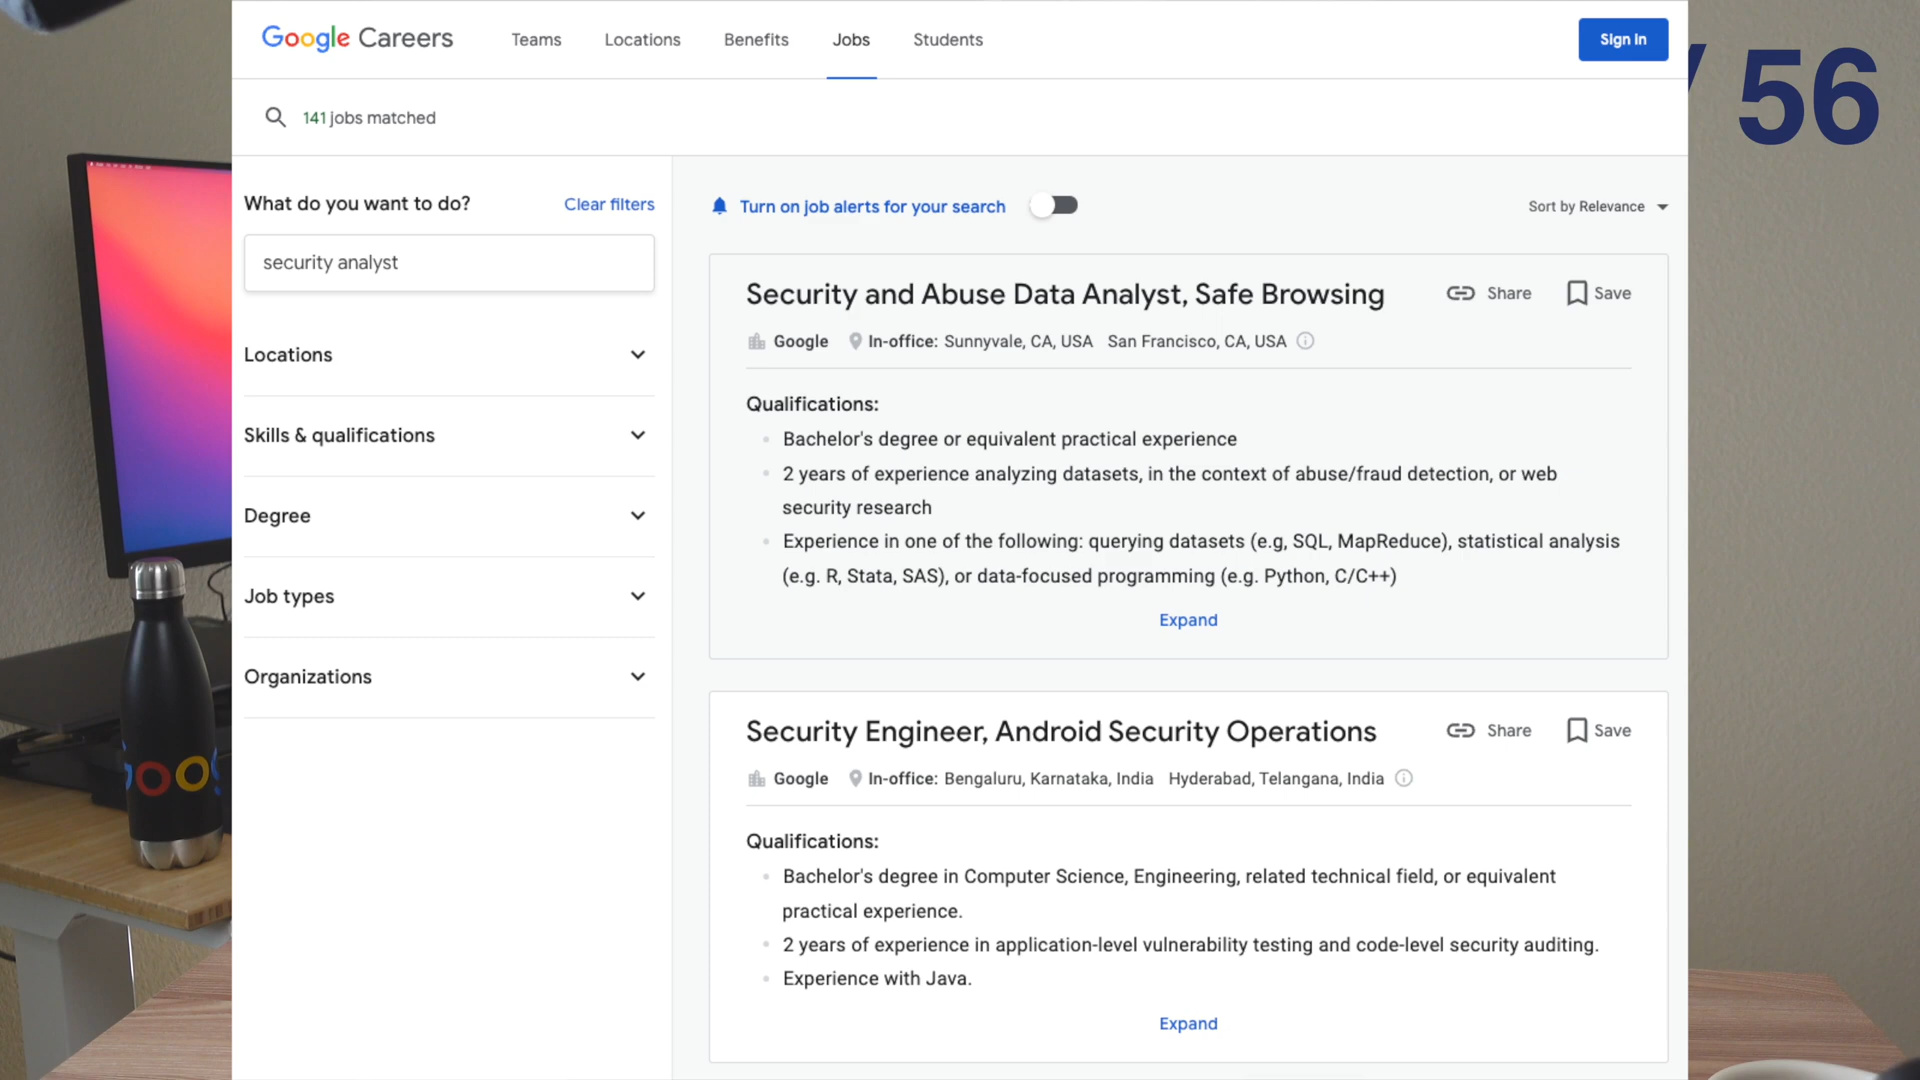 Google Careers
Teams
Locations
Benefits
Jobs
Students
Sign in
56
141 jobs matched
What do you want to do?
Clear filters
security analyst
Locations
Skills & qualifications
Degree
Job types
Organizations
Turn on job alerts for your search
Sort by Relevance
Security and Abuse Data Analyst, Safe Browsing
Share
Save
Google
In-office: Sunnyvale, CA, USA San Francisco, CA, USA
Qualifications:
Bachelor's degree or equivalent practical experience
2 years of experience analyzing datasets, in the context of abuse/fraud detection, or web
security research
Experience in one of the following: querying datasets (e.g, SQL, MapReduce), statistical analysis
(e.g. R, Stata, SAS), or data-focused programming (e.g. Python, C/C++)
Expand
Security Engineer, Android Security Operations
Share
Save
Google
In-office: Bengaluru, Karnataka, India Hyderabad, Telangana, India
Qualifications:
Bachelor's degree in Computer Science, Engineering, related technical field, or equivalent
practical experience.
2 years of experience in application-level vulnerability testing and code-level security auditing.
Experience with Java.
Expand